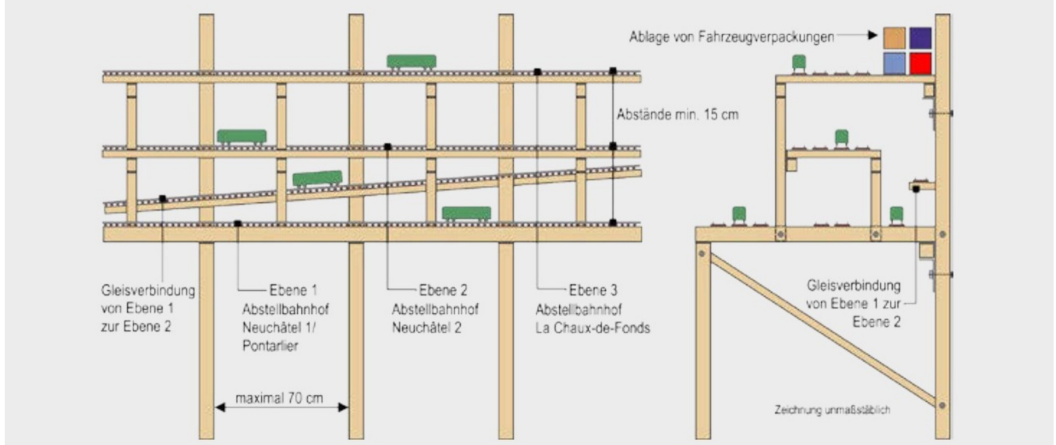 Ablage von Fahrzeugverpackungen
Abstände min. 15 cm
Gleisverbindung
von Ebene 1
zur Ebene 2
Ebene 1
Abstellbahnhof
Neuchâtel 1/
Pontarlier
Ebene 2
Abstellbahnhof
Neuchâtel 2
Ebene 3
Abstellbahnhof
La Chaux-de-Fonds
Gleisverbindung
von Ebene 1 zur
Ebene 2
maximal 70 cm
Zeichnung unmaßstäblich